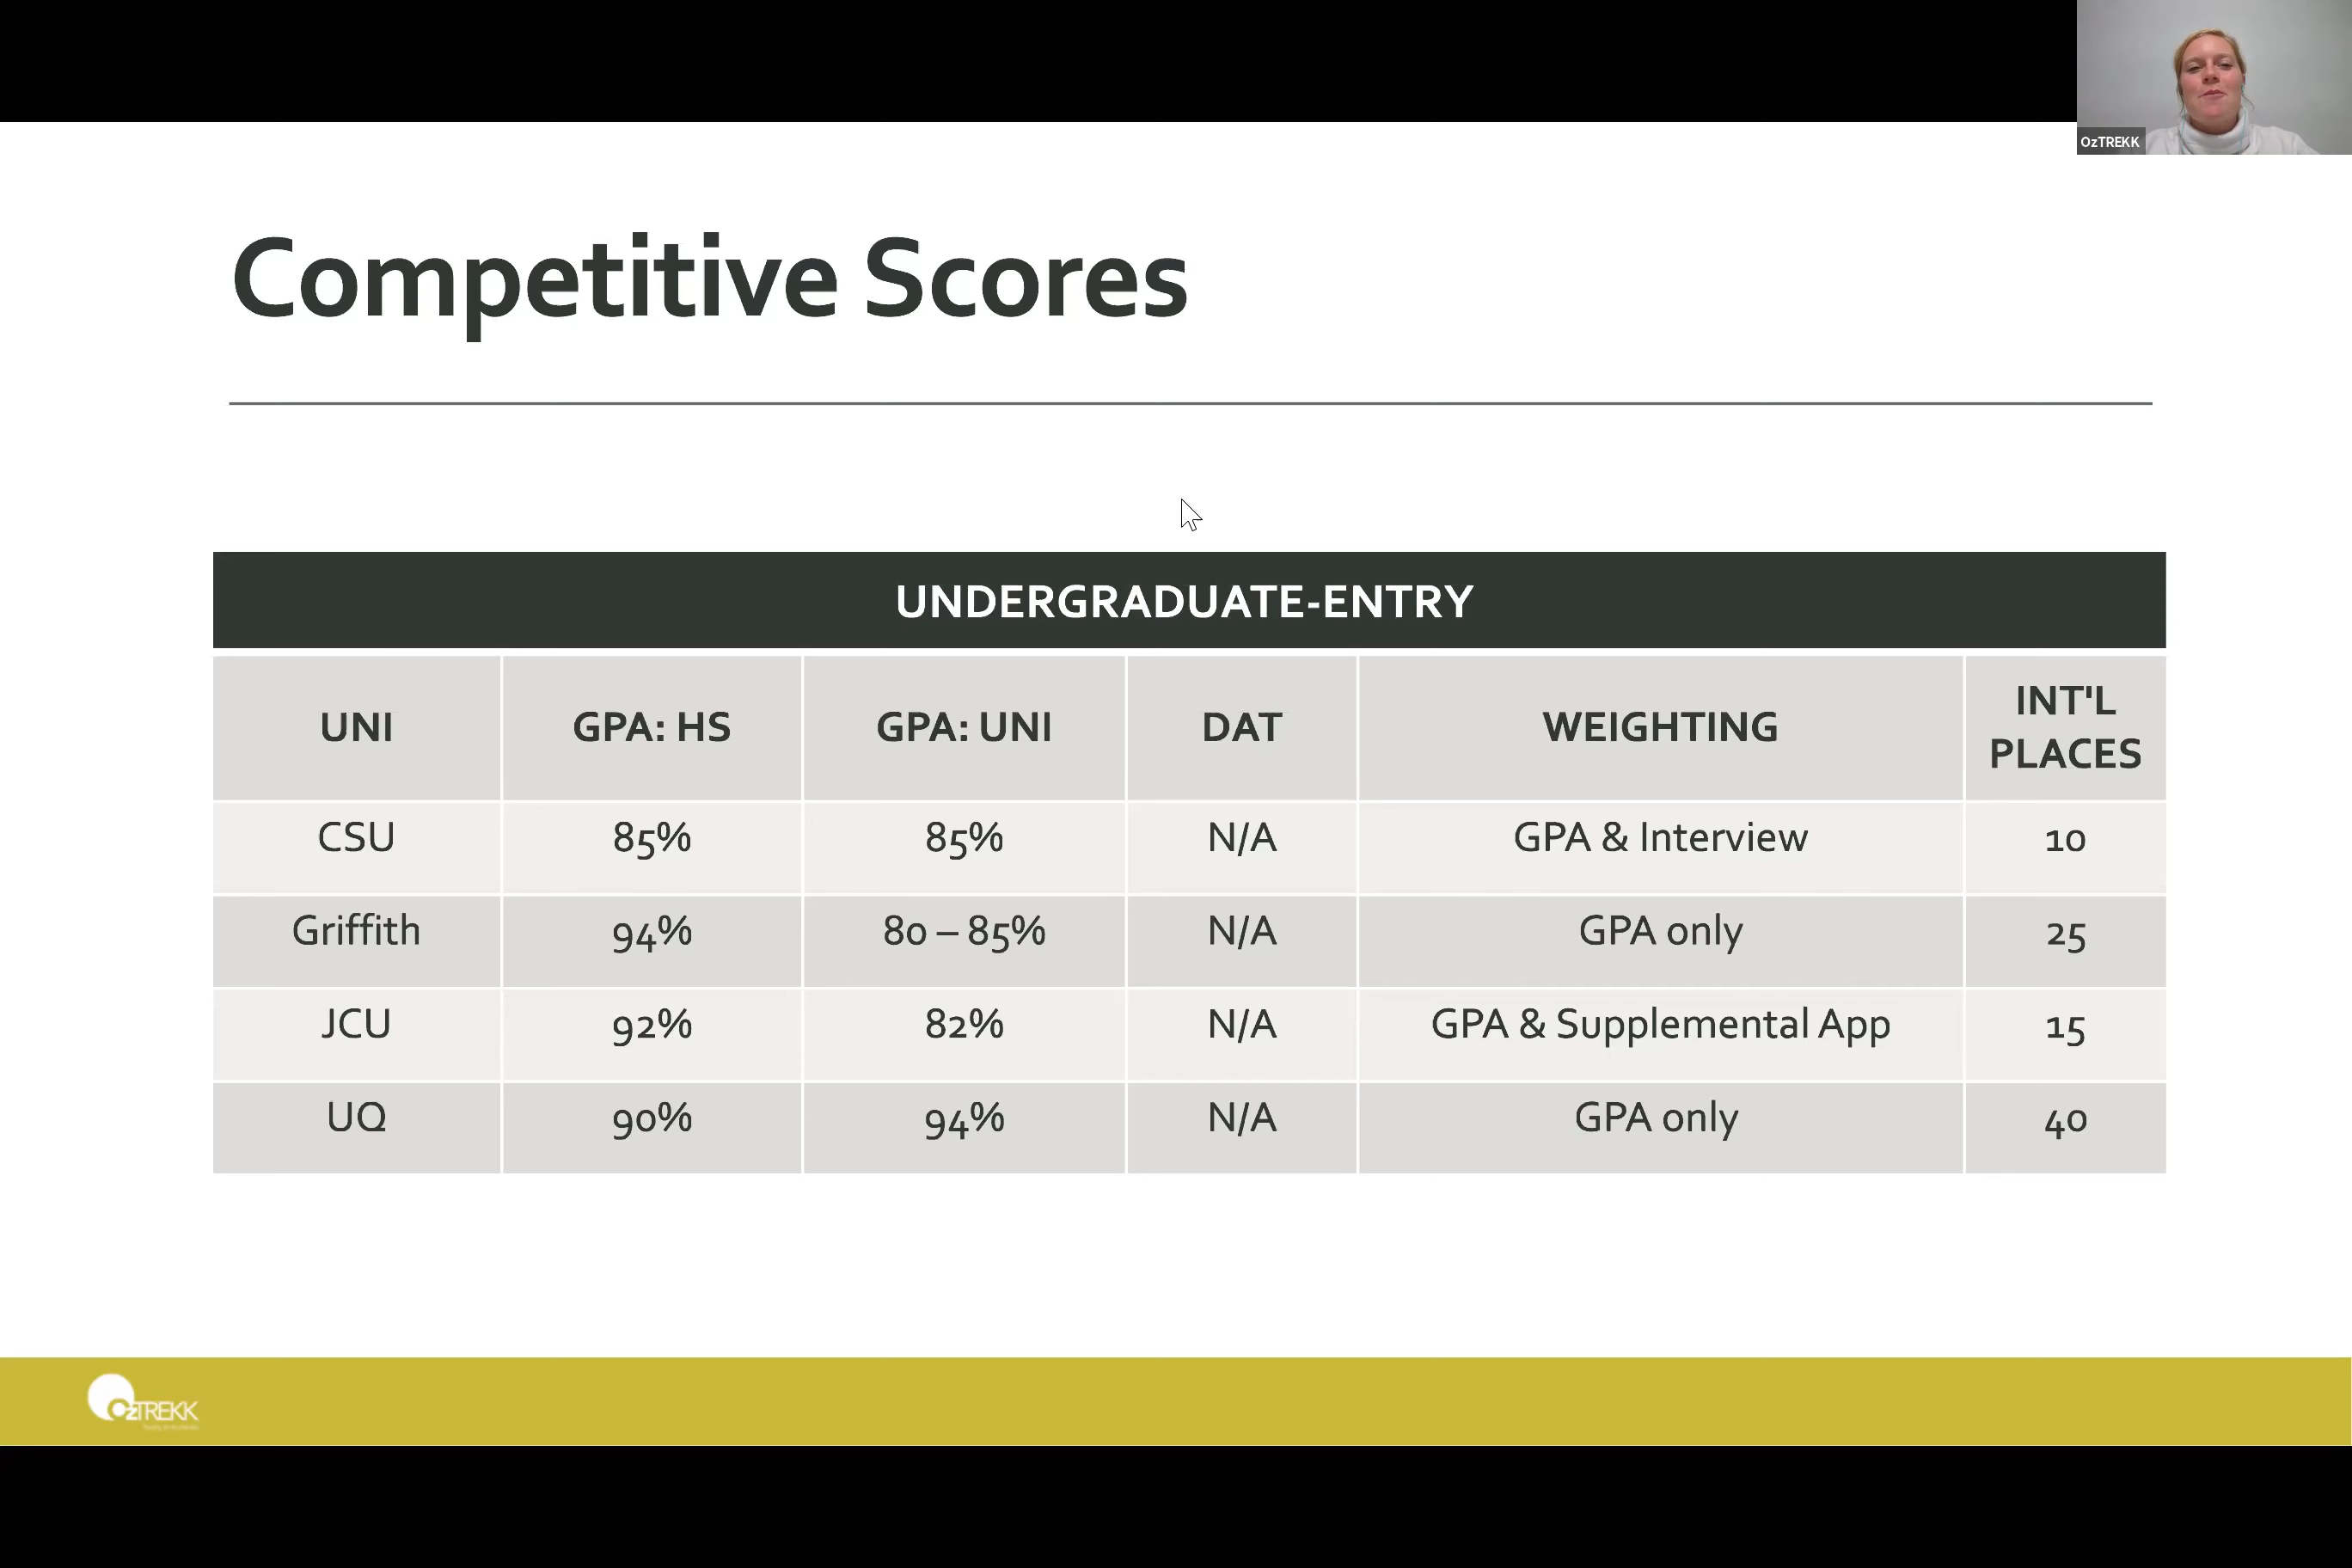 OzTREKK
Competitive Scores
UNDERGRADUATE-ENTRY
UNI GPA: HS GPA: UNI DAT WEIGHTING INT'L PLACES
CSU 85% 85% N/A GPA & Interview 10
Griffith 94% 80 – 85% N/A GPA only 25
JCU 92% 82% N/A GPA & Supplemental App 15
UQ 90% 94% N/A GPA only 40
OzTREKK